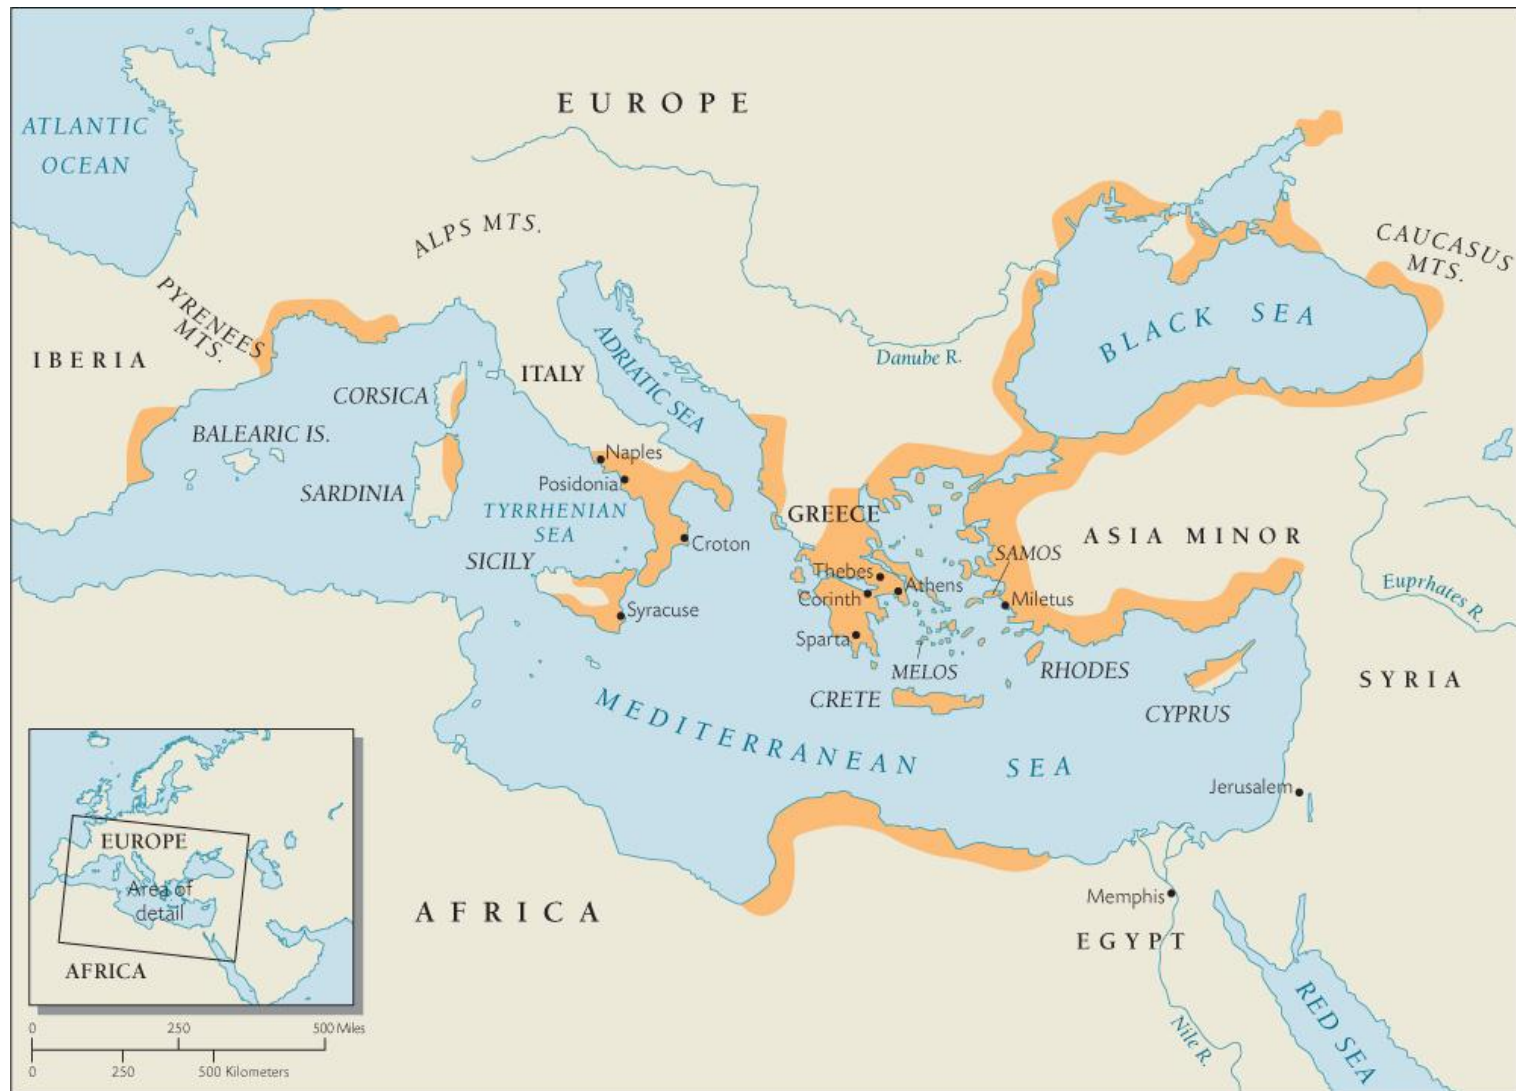 EUROPE
ATLANTIC
OCEAN
ALPS MTS.
CAUCASUS
MTS.
PYRENEES
MTS.
BLACK SEA
IBERIA
Danube R.
ADRIATIC SEA
ITALY
CORSICA
BALEARIC IS.
Naples
Posidonia
SARDINIA
TYRRHENIAN
SEA
GREECE
ASIA MINOR
Croton
SAMOS
SICILY
Thebes
Athens
Euprhates R.
Corinth
Miletus
Syracuse
Sparta
MELOS
RHODES
SYRIA
CRETE
CYPRUS
MEDITERRANEAN SEA
Jerusalem
Memphis
AFRICA
EGYPT
Nile R.
RED SEA
EUROPE
Area of
detail
AFRICA
0 250 500 Miles
0 250 500 Kilometers